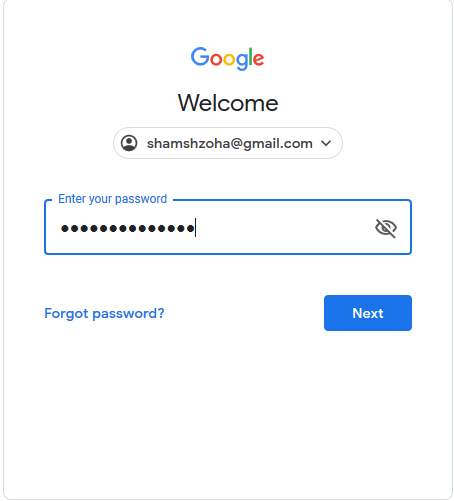 Google
Welcome
shamshzoha@gmail.com
Enter your password
••••••••••••••
Forgot password? Next